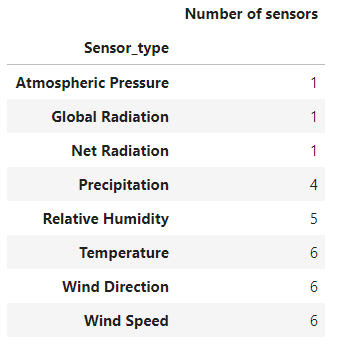 Number of sensors
Sensor_type
Atmospheric Pressure 1
Global Radiation 1
Net Radiation 1
Precipitation 4
Relative Humidity 5
Temperature 6
Wind Direction 6
Wind Speed 6